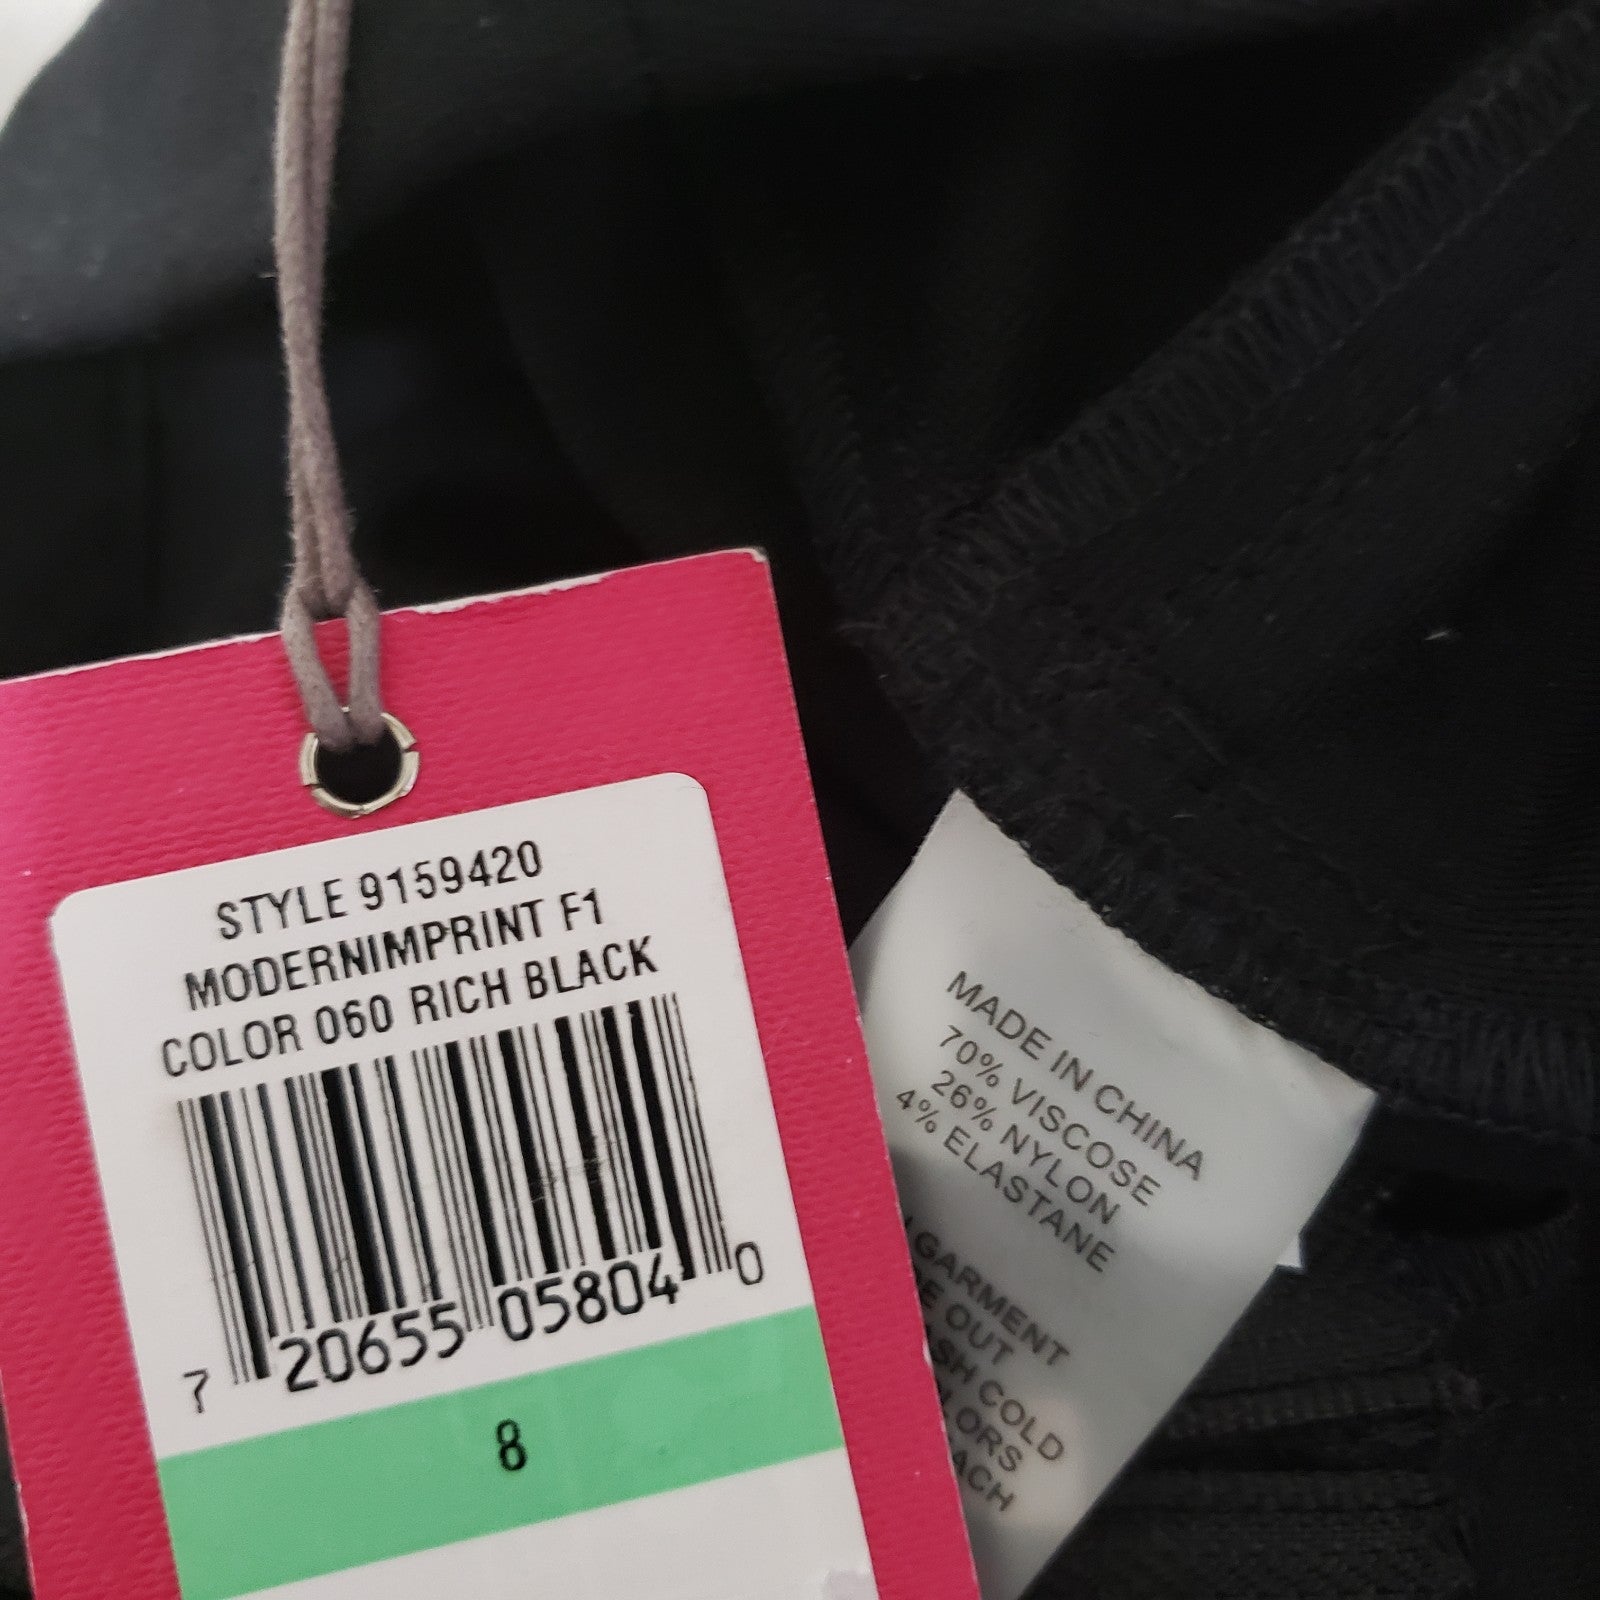 STYLE 9159420
MODERNIMPRINT F1
COLOR 060 RICH BLACK
7 20655 05804 0
8
MADE IN CHINA
70% VISCOSE
26% NYLON
4% ELASTANE
GARMENT
OUT
COLD